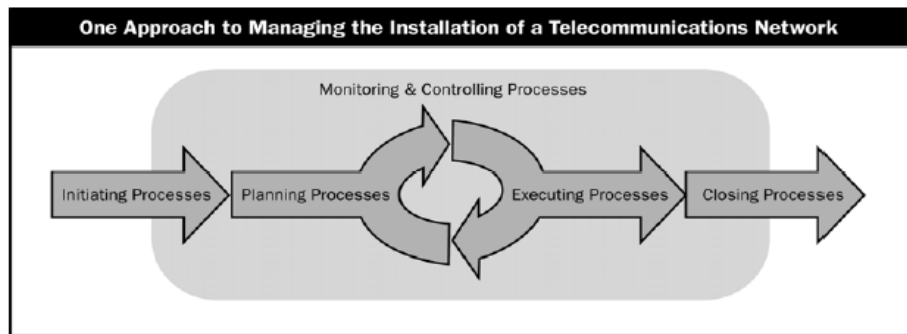 One Approach to Managing the Installation of a Telecommunications Network
Monitoring & Controlling Processes
Initiating Processes
Planning Processes
Executing Processes
Closing Processes